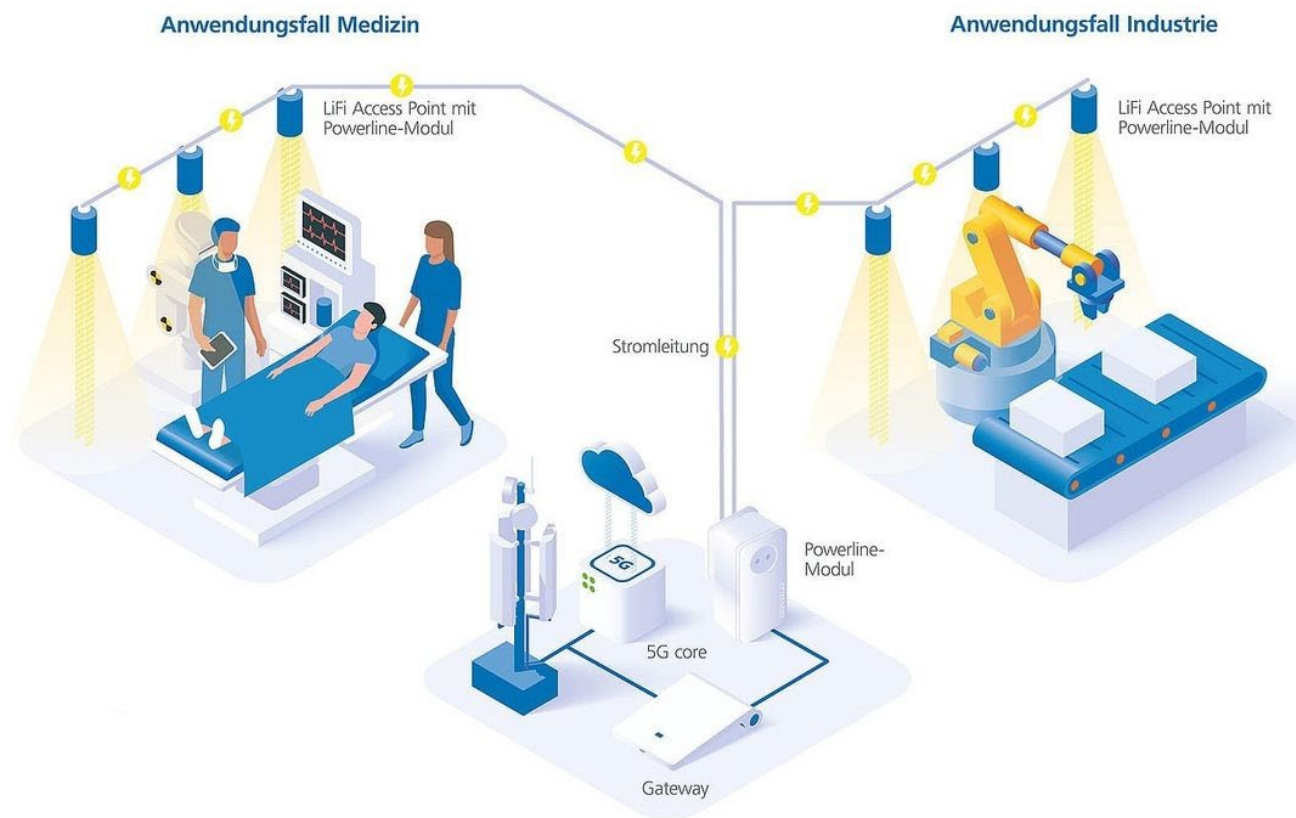 Anwendungsfall Medizin
Anwendungsfall Industrie
LiFi Access Point mit
Powerline-Modul
LiFi Access Point mit
Powerline-Modul
Stromleitung
5G
Powerline-
Modul
5G core
Gateway